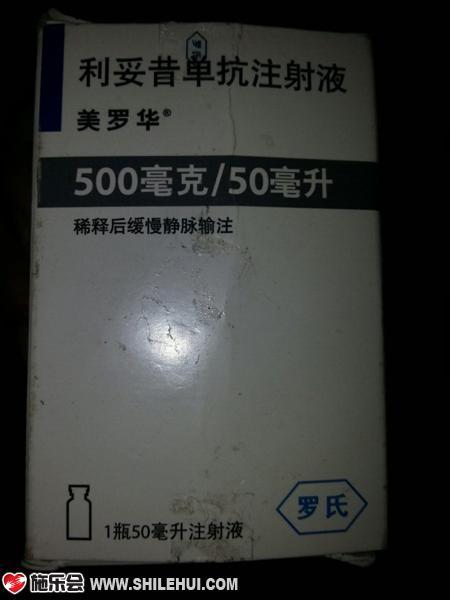 利妥昔单抗注射液
美罗华®
500毫克/50毫升
稀释后缓慢静脉输注
1瓶50毫升注射液
罗氏
施乐会 WWW.SHILEHUI.COM